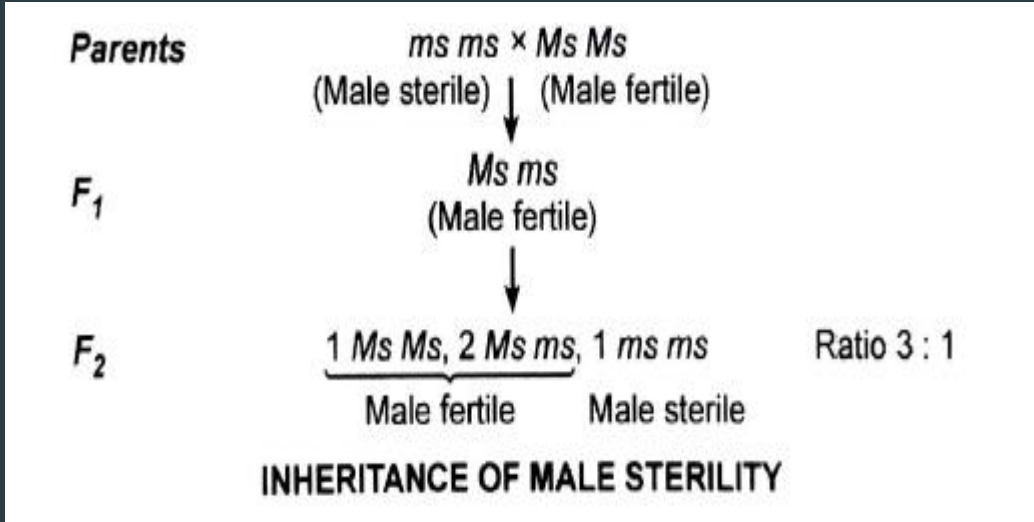 Parents ms ms × Ms Ms
(Male sterile) (Male fertile)
F1 Ms ms
(Male fertile)
F2 1 Ms Ms, 2 Ms ms, 1 ms ms Ratio 3 : 1
Male fertile Male sterile
INHERITANCE OF MALE STERILITY